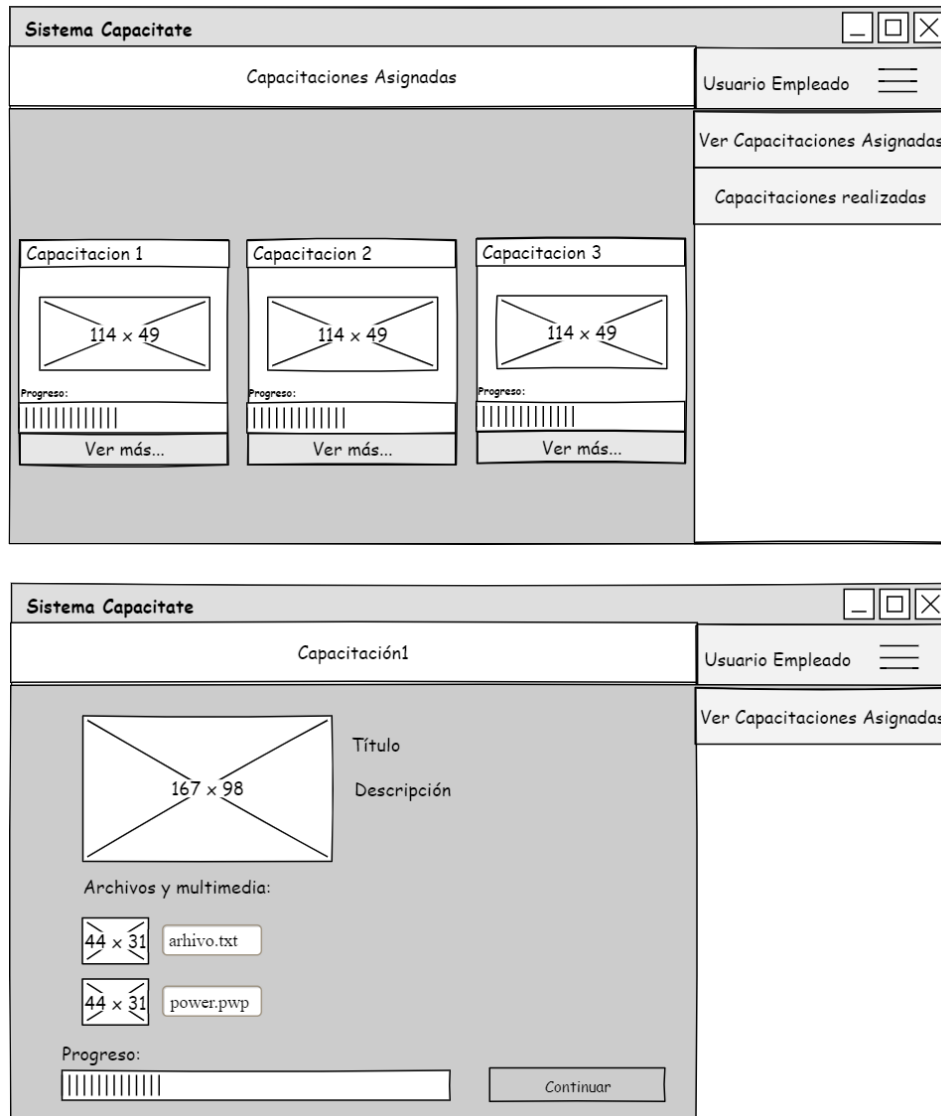 Sistema Capacitate
Capacitaciones Asignadas
Usuario Empleado
Ver Capacitaciones Asignadas
Capacitaciones realizadas
Capacitacion 1
Capacitacion 2
Capacitacion 3
114 x 49
114 x 49
114 x 49
Progreso:
Progreso:
Progreso:
Ver más...
Ver más...
Ver más...
Sistema Capacitate
Capacitación1
Usuario Empleado
Ver Capacitaciones Asignadas
167 x 98
Título
Descripción
Archivos y multimedia:
44 x 31
arhivo.txt
44 x 31
power.pwp
Progreso:
Continuar